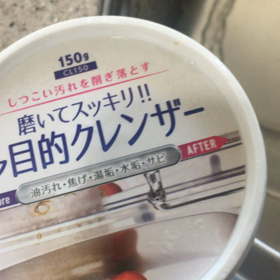 150g
CL150
しつこい汚れを削ぎ落とす
磨いてスッキリ!!
目的クレンザー
ore
AFTER
油汚れ・焦げ・湯垢・水垢・サビ